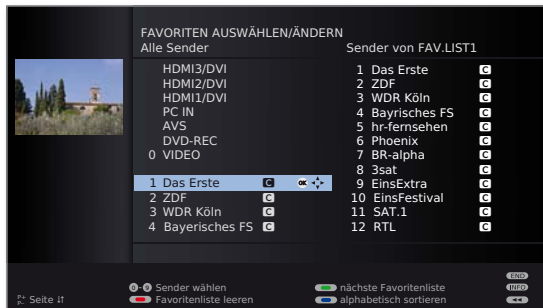 FAVORITEN AUSWÄHLEN/ÄNDERN
Alle Sender
HDMI3/DVI
HDMI2/DVI
HDMI1/DVI
PC IN
AVS
DVD-REC
0 VIDEO
1 Das Erste C OK
2 ZDF C
3 WDR Köln C
4 Bayerisches FS C
Sender von FAV.LIST1
1 Das Erste C
2 ZDF C
3 WDR Köln C
4 Bayrisches FS C
5 hr-fernsehen C
6 Phoenix C
7 BR-alpha C
8 3sat C
9 EinsExtra C
10 EinsFestival C
11 SAT.1 C
12 RTL C
P+ P- Seite
0-9 Sender wählen
Favoritenliste leeren
nächste Favoritenliste
alphabetisch sortieren
END
INFO